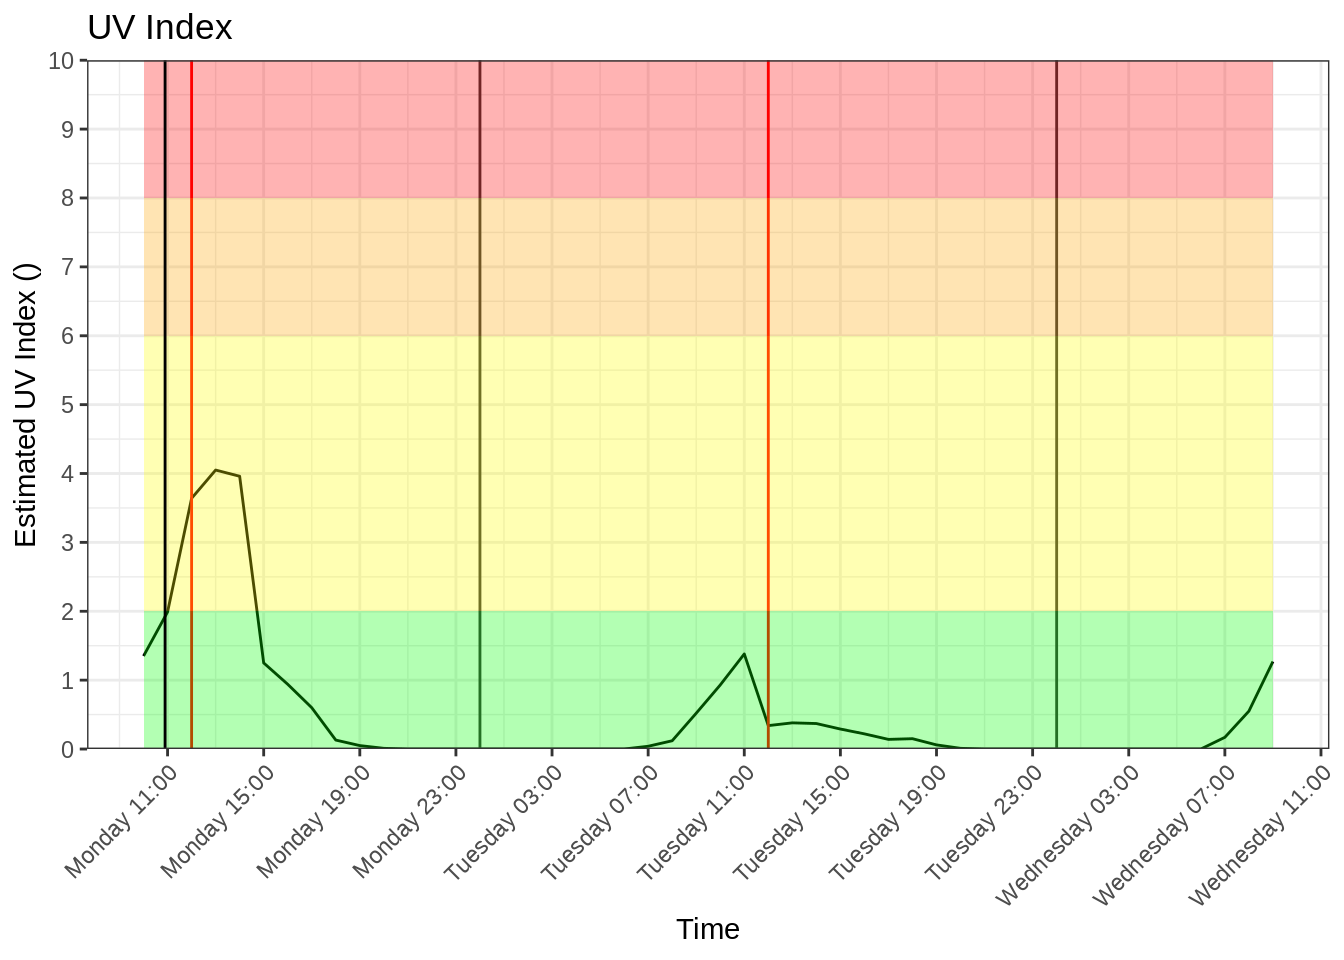 UV Index
Estimated UV Index ()
10
9
8
7
6
5
4
3
2
1
0
Monday 11:00
Monday 15:00
Monday 19:00
Monday 23:00
Tuesday 03:00
Tuesday 07:00
Tuesday 11:00
Tuesday 15:00
Tuesday 19:00
Tuesday 23:00
Wednesday 03:00
Wednesday 07:00
Wednesday 11:00
Time